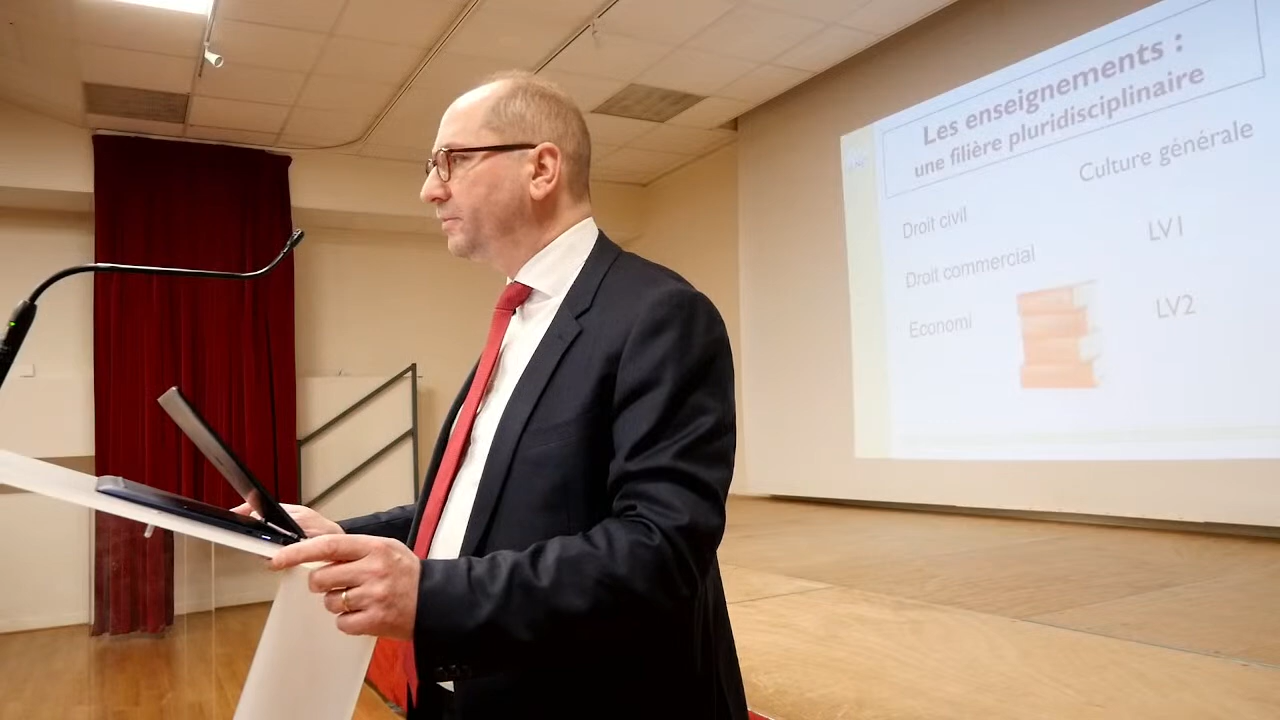 Les enseignements :
une filière pluridisciplinaire
Culture générale
Droit civil
LV1
Droit commercial
LV2
Economi